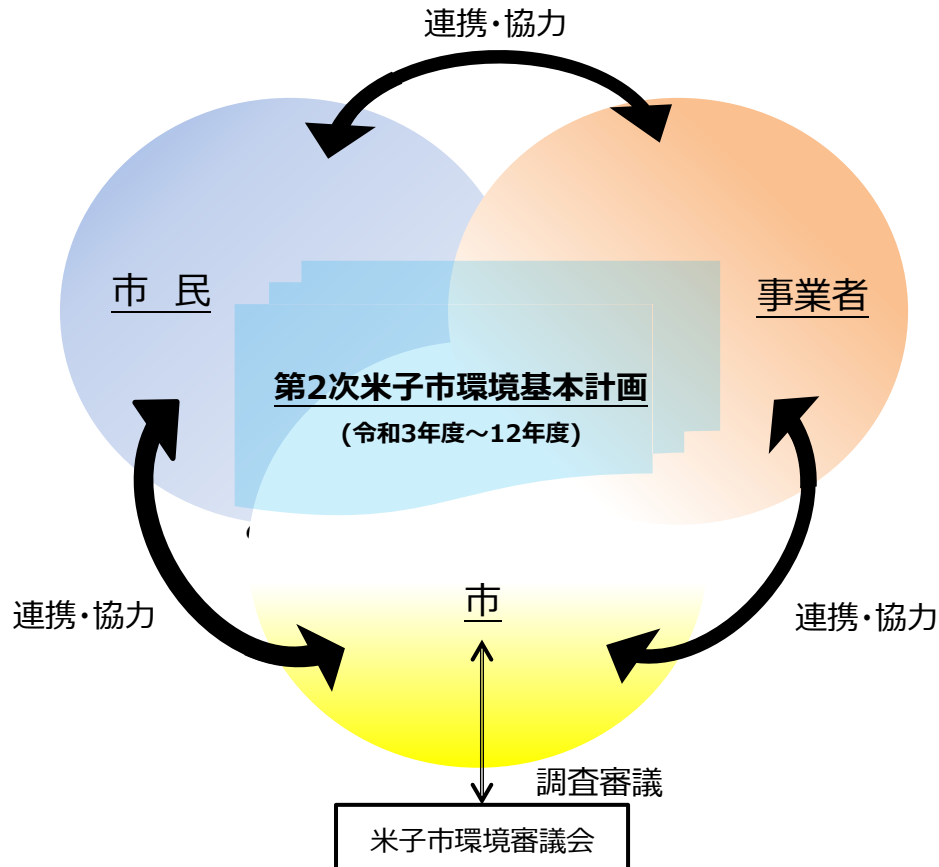 連携・協力
市 民
事業者
第2次米子市環境基本計画
(令和3年度～12年度)
市
連携・協力
連携・協力
調査審議
米子市環境審議会